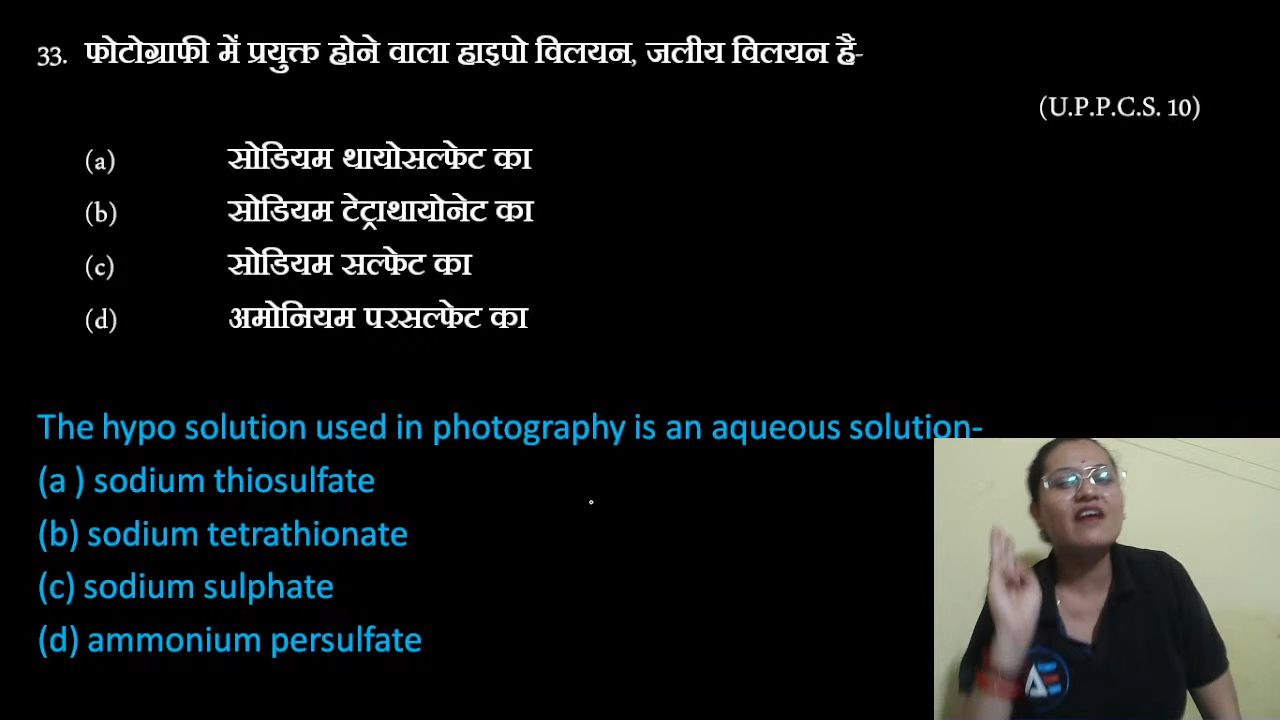 33. फोटोग्राफी में प्रयुक्त होने वाला हाइपो विलयन, जलीय विलयन है-
(U.P.P.C.S. 10)
(a) सोडियम थायोसल्फेट का
(b) सोडियम टेट्राथायोनेट का
(c) सोडियम सल्फेट का
(d) अमोनियम परसल्फेट का
The hypo solution used in photography is an aqueous solution-
(a ) sodium thiosulfate
(b) sodium tetrathionate
(c) sodium sulphate
(d) ammonium persulfate